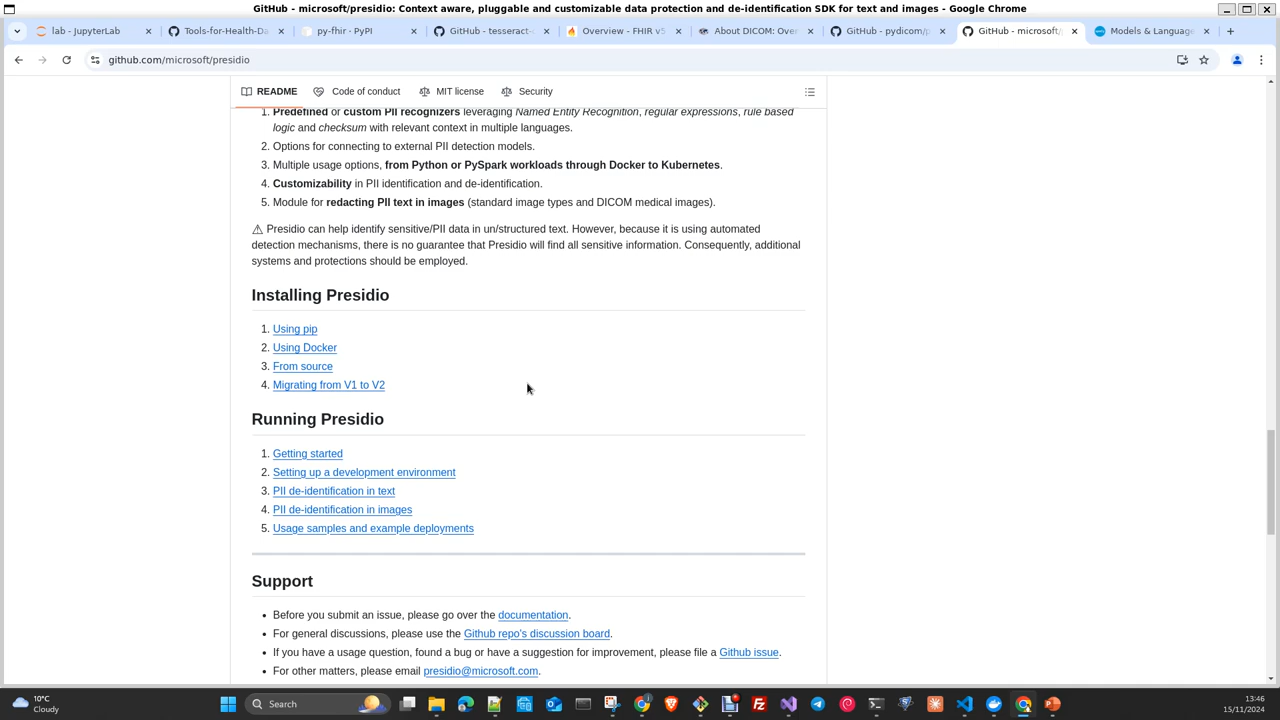 GitHub - microsoft/presidio: Context aware, pluggable and customizable data protection and de-identification SDK for text and images - Google Chrome
lab - JupyterLab
Tools-for-Health-Da
py-fhir - PyPI
GitHub - tesseract-
Overview - FHIR v5
About DICOM: Over
GitHub - pydicom/p
GitHub - microsoft/
Models & Language
github.com/microsoft/presidio
README
Code of conduct
MIT license
Security
1. Predefined or custom PII recognizers leveraging Named Entity Recognition, regular expressions, rule based
logic and checksum with relevant context in multiple languages.
2. Options for connecting to external PII detection models.
3. Multiple usage options, from Python or PySpark workloads through Docker to Kubernetes.
4. Customizability in PII identification and de-identification.
5. Module for redacting PII text in images (standard image types and DICOM medical images).
⚠ Presidio can help identify sensitive/PII data in un/structured text. However, because it is using automated
detection mechanisms, there is no guarantee that Presidio will find all sensitive information. Consequently, additional
systems and protections should be employed.
Installing Presidio
1. Using pip
2. Using Docker
3. From source
4. Migrating from V1 to V2
Running Presidio
1. Getting started
2. Setting up a development environment
3. PII de-identification in text
4. PII de-identification in images
5. Usage samples and example deployments
Support
• Before you submit an issue, please go over the documentation.
• For general discussions, please use the Github repo's discussion board.
• If you have a usage question, found a bug or have a suggestion for improvement, please file a Github issue.
• For other matters, please email presidio@microsoft.com.
10°C
Cloudy
Search
13:46
15/11/2024